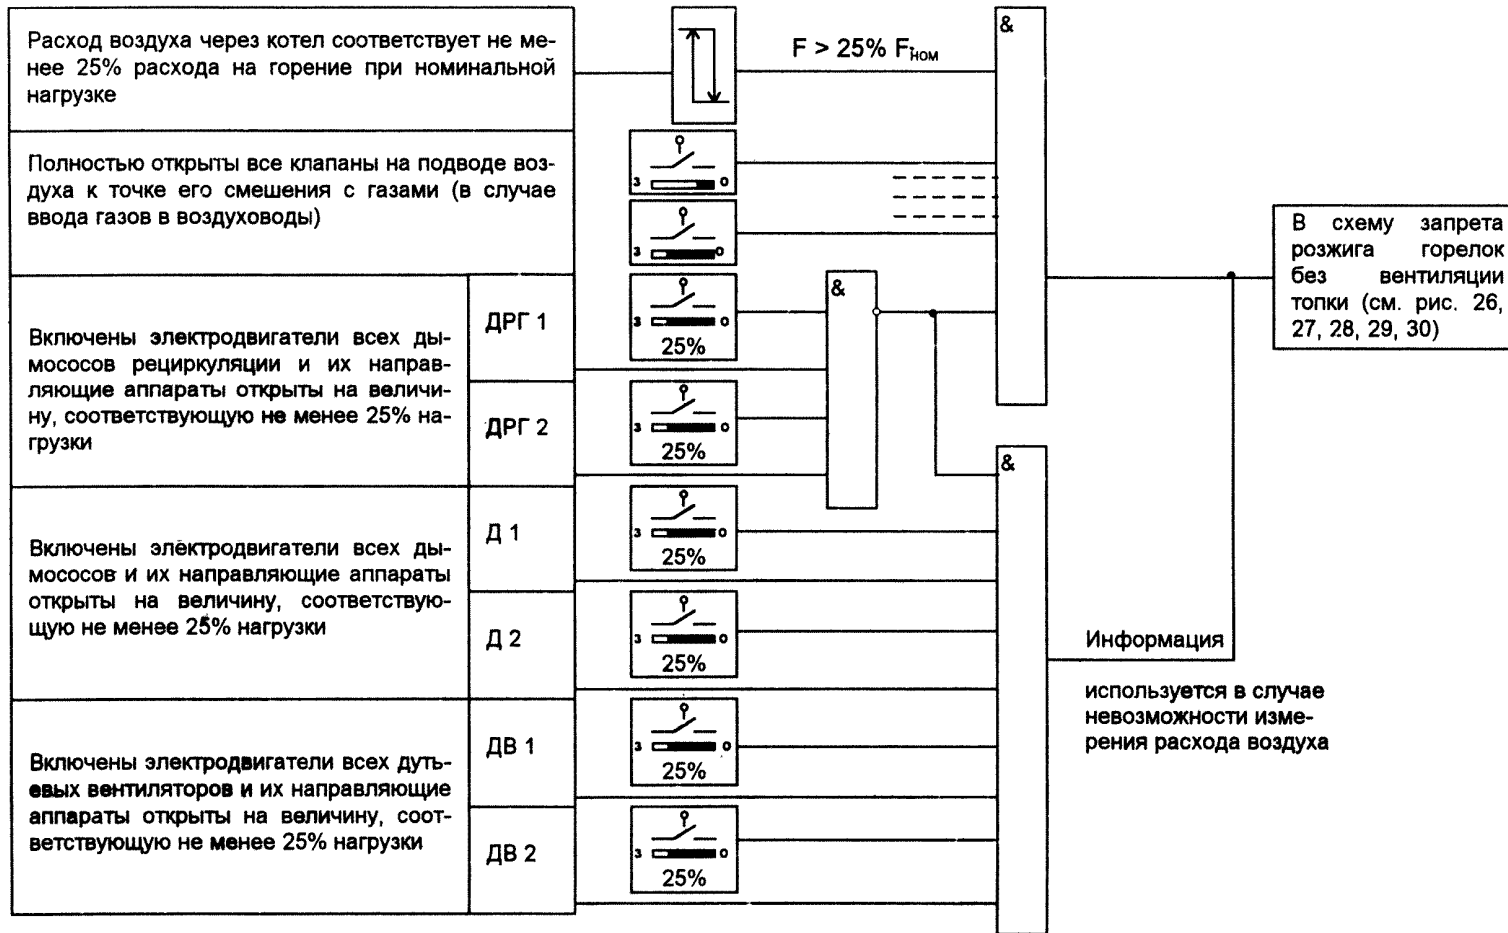 Расход воздуха через котел соответствует не ме-
нее 25% расхода на горение при номинальной
нагрузке
F > 25% Fном
&
Полностью открыты все клапаны на подводе воз-
духа к точке его смешения с газами (в случае
ввода газов в воздуховоды)
з о
з о
В схему запрета
розжига горелок
без вентиляции
топки (см. рис. 26,
27, 28, 29, 30)
Включены электродвигатели всех ды-
мососов рециркуляции и их направ-
ляющие аппараты открыты на величи-
ну, соответствующую не менее 25% на-
грузки
ДРГ 1
з о
25%
&
ДРГ 2
з о
25%
&
Включены электродвигатели всех ды-
мососов и их направляющие аппараты
открыты на величину, соответствую-
щую не менее 25% нагрузки
Д 1
з о
25%
Д 2
з о
25%
Информация
используется в случае
невозможности изме-
рения расхода воздуха
Включены электродвигатели всех дуть-
евых вентиляторов и их направляющие
аппараты открыты на величину, соот-
ветствующую не менее 25% нагрузки
ДВ 1
з о
25%
ДВ 2
з о
25%